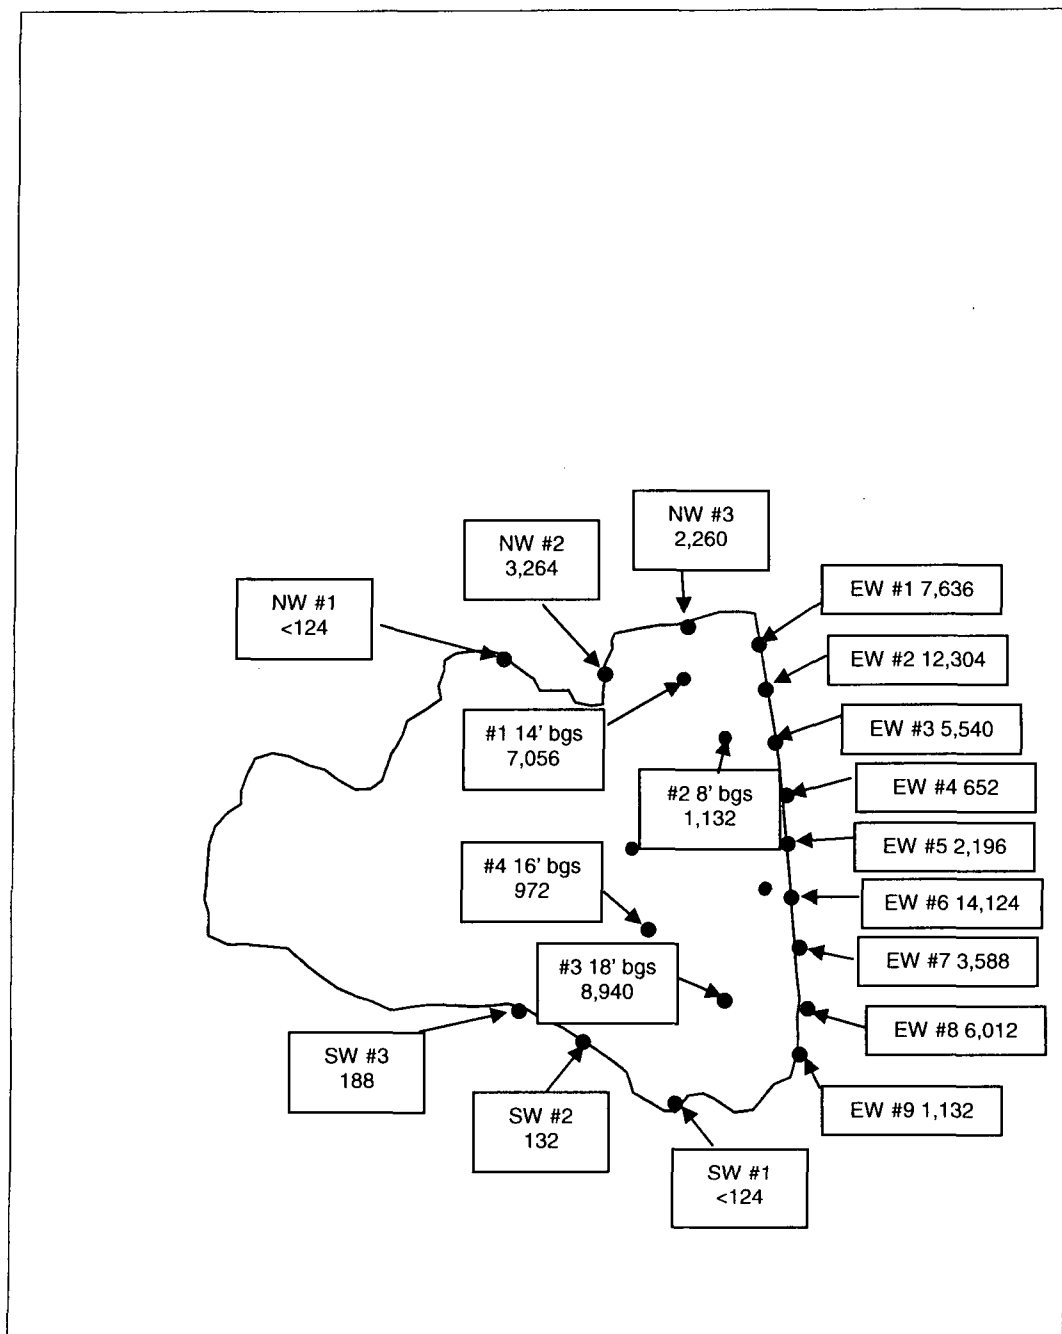 NW #3
2,260
NW #2
3,264
NW #1
<124
EW #1 7,636
EW #2 12,304
#1 14' bgs
7,056
EW #3 5,540
#2 8' bgs
1,132
EW #4 652
EW #5 2,196
#4 16' bgs
972
EW #6 14,124
#3 18' bgs
8,940
EW #7 3,588
EW #8 6,012
SW #3
188
EW #9 1,132
SW #2
132
SW #1
<124